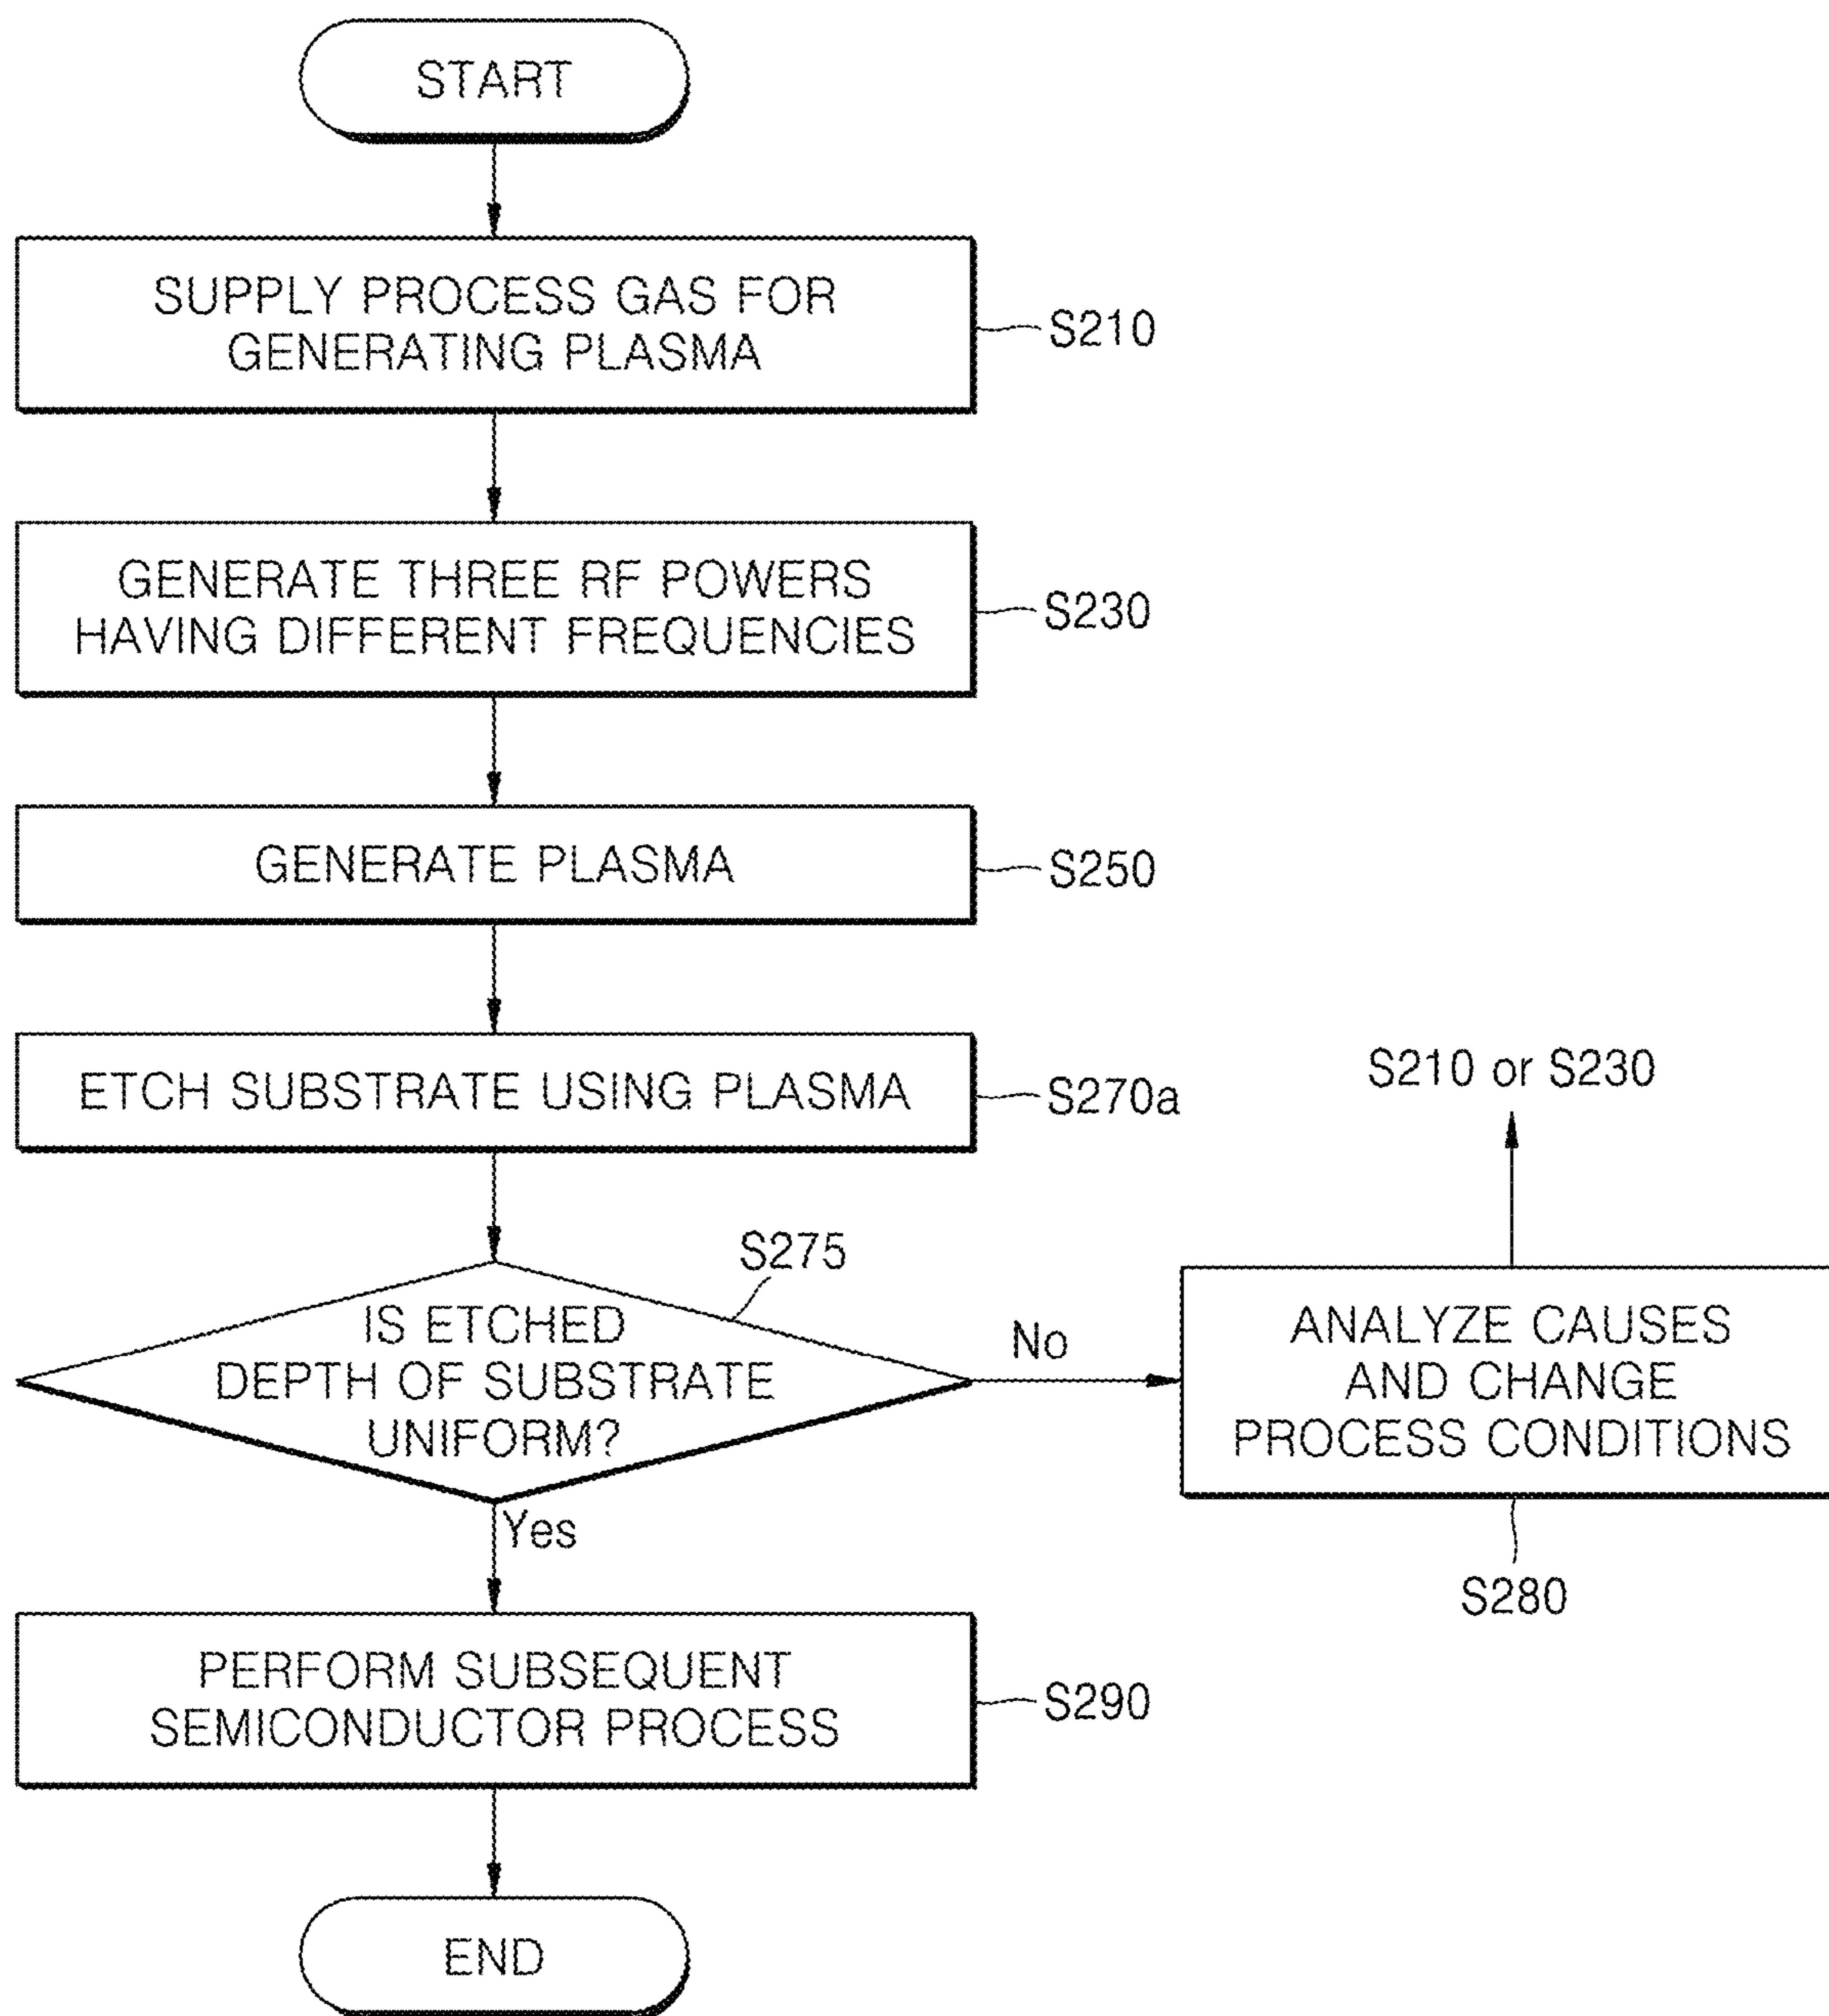 START
SUPPLY PROCESS GAS FOR
GENERATING PLASMA
S210
GENERATE THREE RF POWERS
HAVING DIFFERENT FREQUENCIES
S230
GENERATE PLASMA
S250
ETCH SUBSTRATE USING PLASMA
S270a
S210 or S230
S275
IS ETCHED
DEPTH OF SUBSTRATE
UNIFORM?
No
ANALYZE CAUSES
AND CHANGE
PROCESS CONDITIONS
S280
Yes
PERFORM SUBSEQUENT
SEMICONDUCTOR PROCESS
S290
END